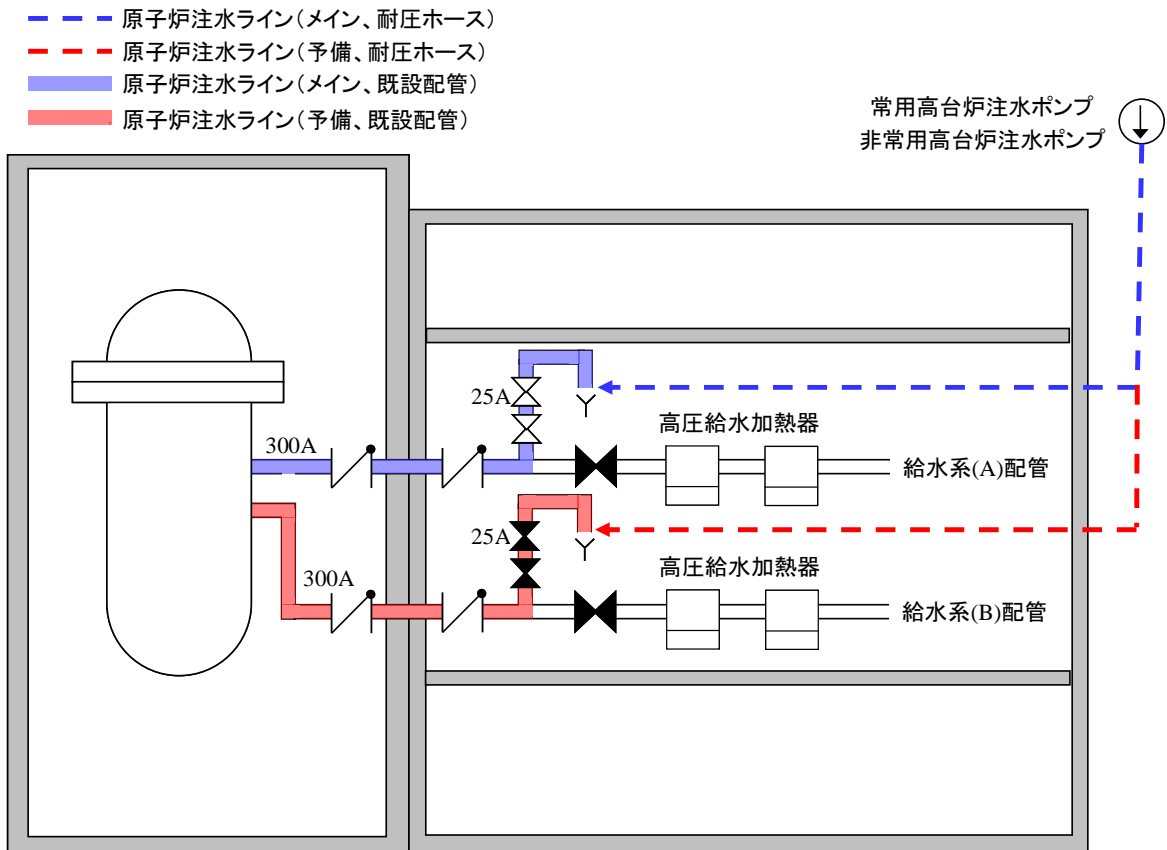 原子炉注水ライン(メイン、耐圧ホース)
原子炉注水ライン(予備、耐圧ホース)
原子炉注水ライン(メイン、既設配管)
原子炉注水ライン(予備、既設配管)
常用高台炉注水ポンプ
非常用高台炉注水ポンプ
25A
高圧給水加熱器
300A
給水系(A)配管
25A
高圧給水加熱器
300A
給水系(B)配管